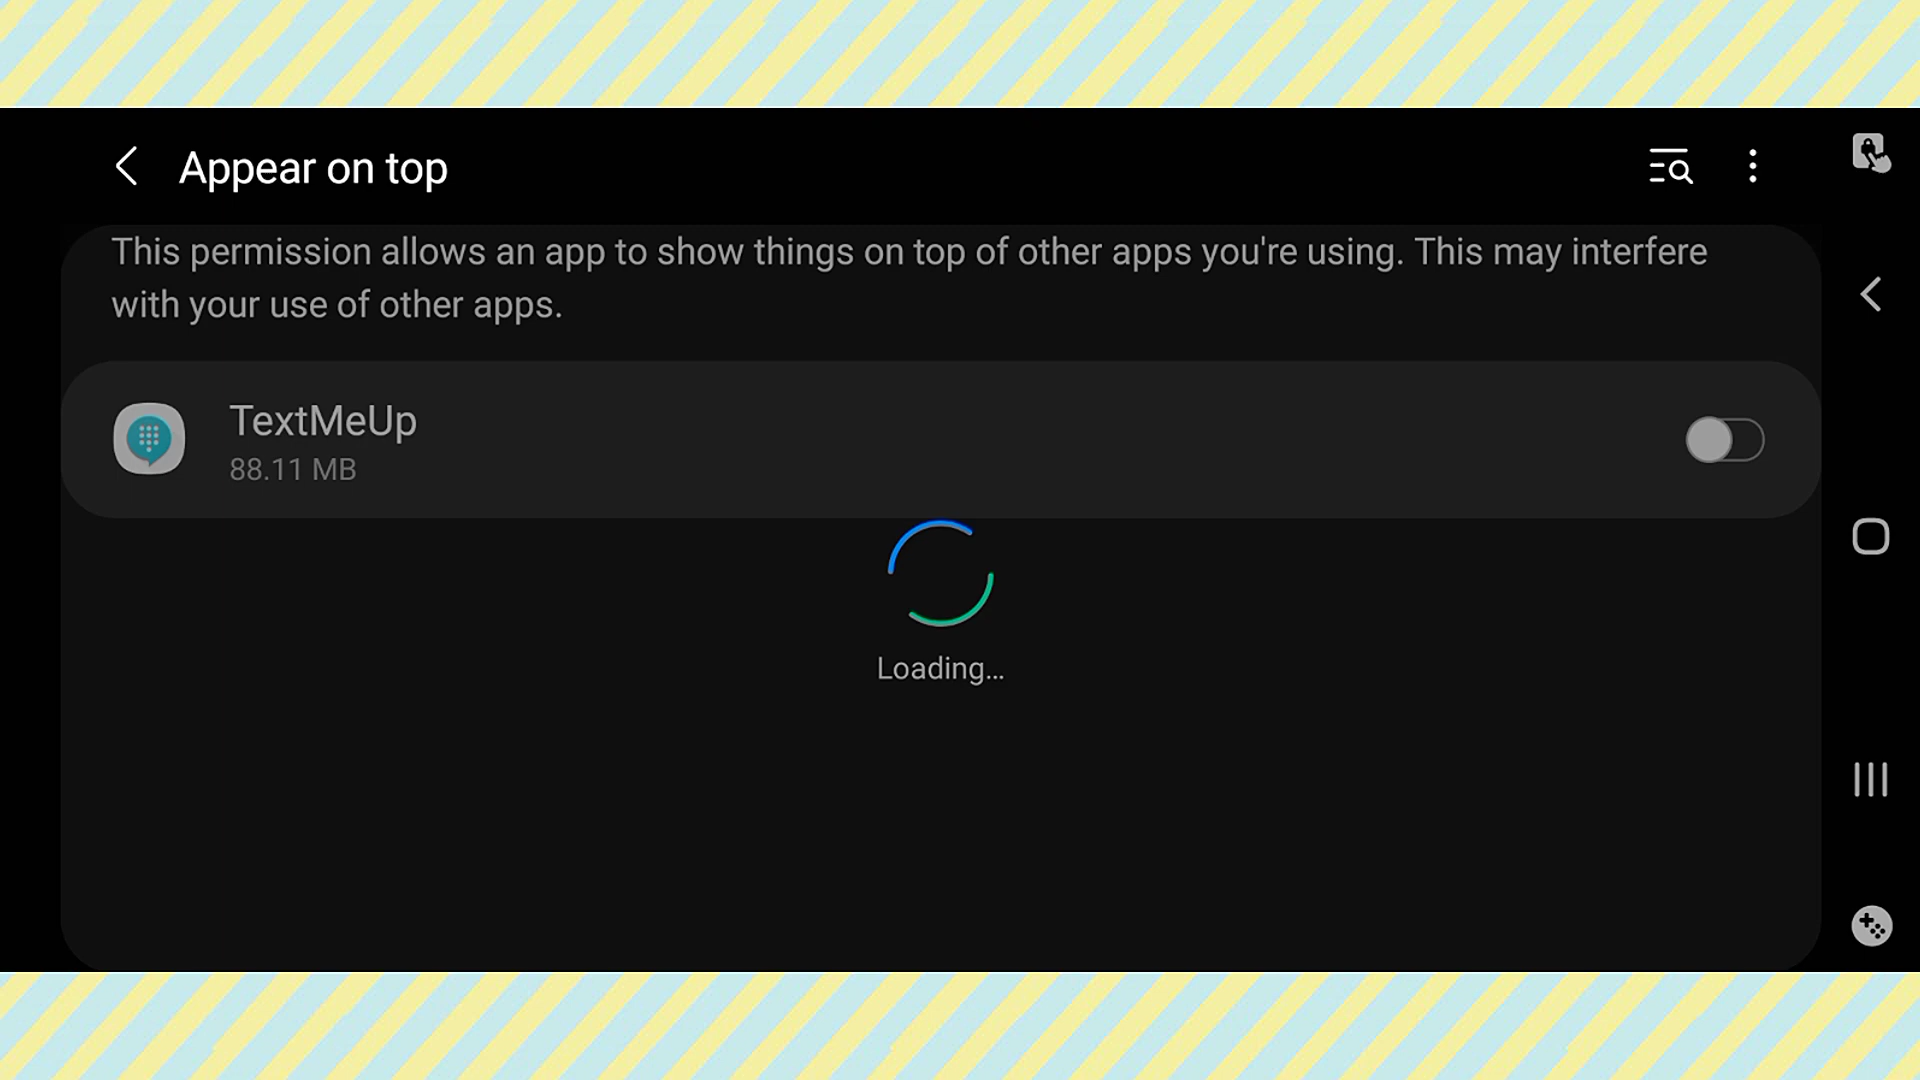 Appear on top
This permission allows an app to show things on top of other apps you're using. This may interfere
with your use of other apps.
TextMeUp
88.11 MB
Loading...